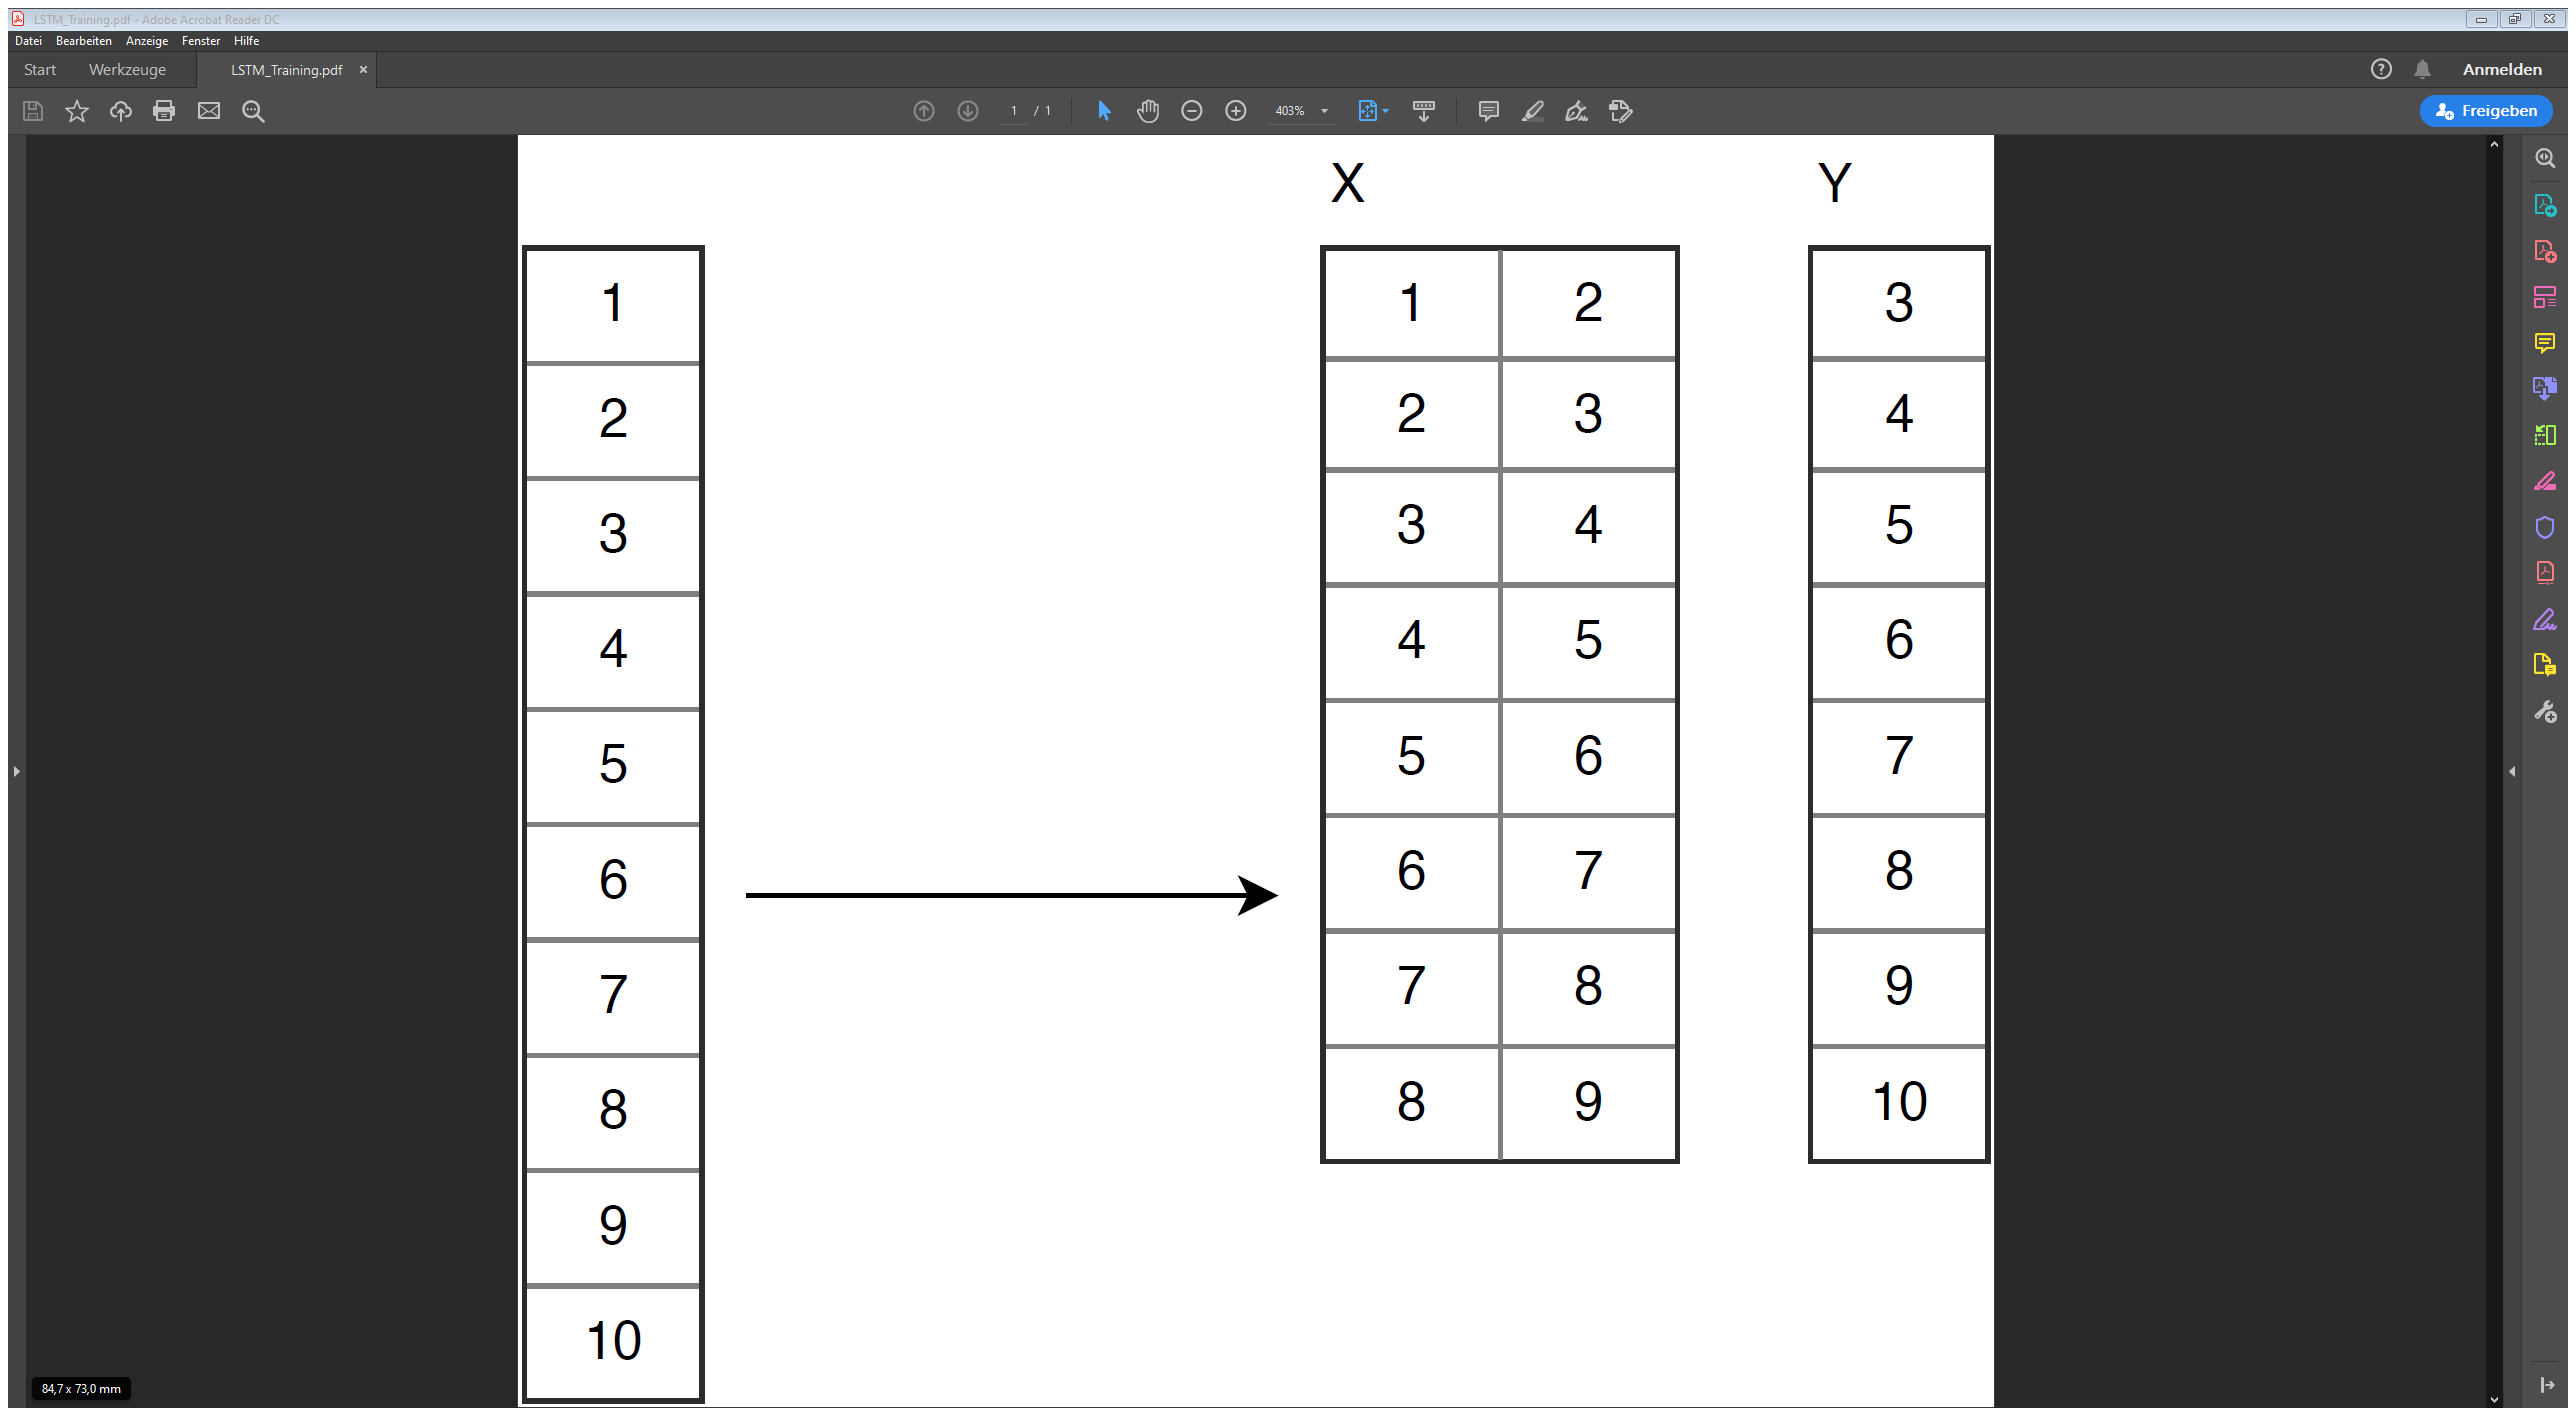 LSTM_Training.pdf - Adobe Acrobat Reader DC
Datei Bearbeiten Anzeige Fenster Hilfe
Start Werkzeuge LSTM_Training.pdf × Anmelden
1 / 1 403% Freigeben
X Y
1
2
3
4
5
6
7
8
9
10
1 2 3
2 3 4
3 4 5
4 5 6
5 6 7
6 7 8
7 8 9
8 9 10
84,7 x 73,0 mm